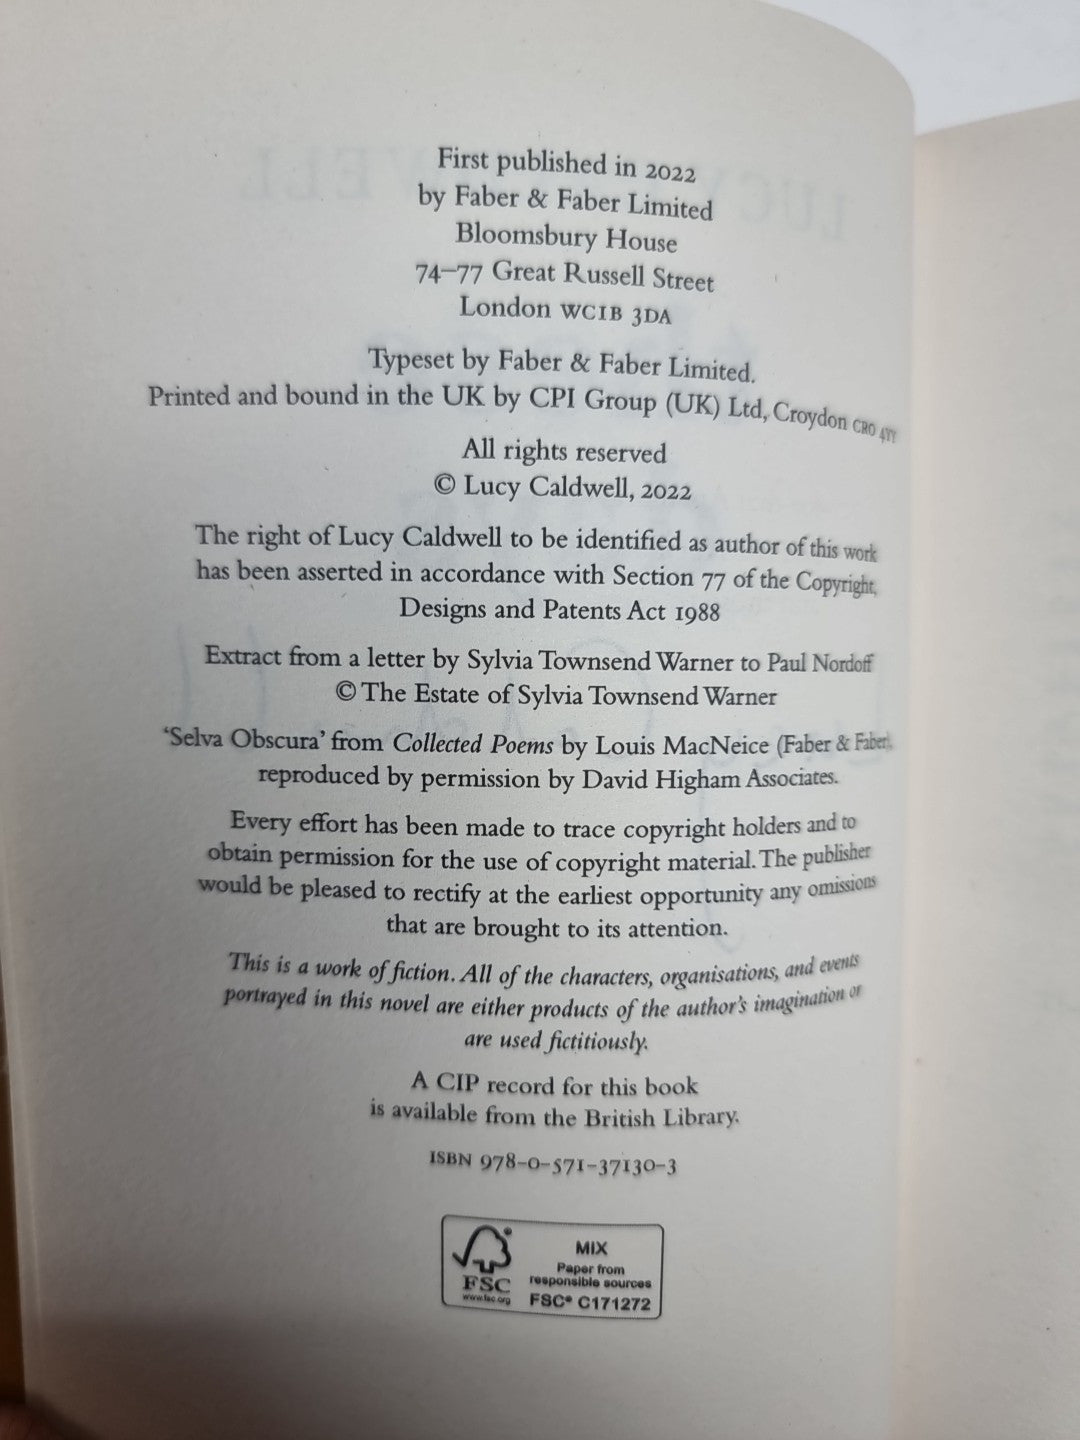 First published in 2022
by Faber & Faber Limited
Bloomsbury House
74–77 Great Russell Street
London WC1B 3DA
Typeset by Faber & Faber Limited.
Printed and bound in the UK by CPI Group (UK) Ltd, Croydon CR0 4YY
All rights reserved
© Lucy Caldwell, 2022
The right of Lucy Caldwell to be identified as author of this work
has been asserted in accordance with Section 77 of the Copyright,
Designs and Patents Act 1988
Extract from a letter by Sylvia Townsend Warner to Paul Nordoff
© The Estate of Sylvia Townsend Warner
‘Selva Obscura’ from Collected Poems by Louis MacNeice (Faber & Faber),
reproduced by permission by David Higham Associates.
Every effort has been made to trace copyright holders and to
obtain permission for the use of copyright material. The publisher
would be pleased to rectify at the earliest opportunity any omissions
that are brought to its attention.
This is a work of fiction. All of the characters, organisations, and events
portrayed in this novel are either products of the author’s imagination or
are used fictitiously.
A CIP record for this book
is available from the British Library.
ISBN 978–0–571–37130–3
MIX
Paper from
responsible sources
FSC® C171272
FSC
www.fsc.org